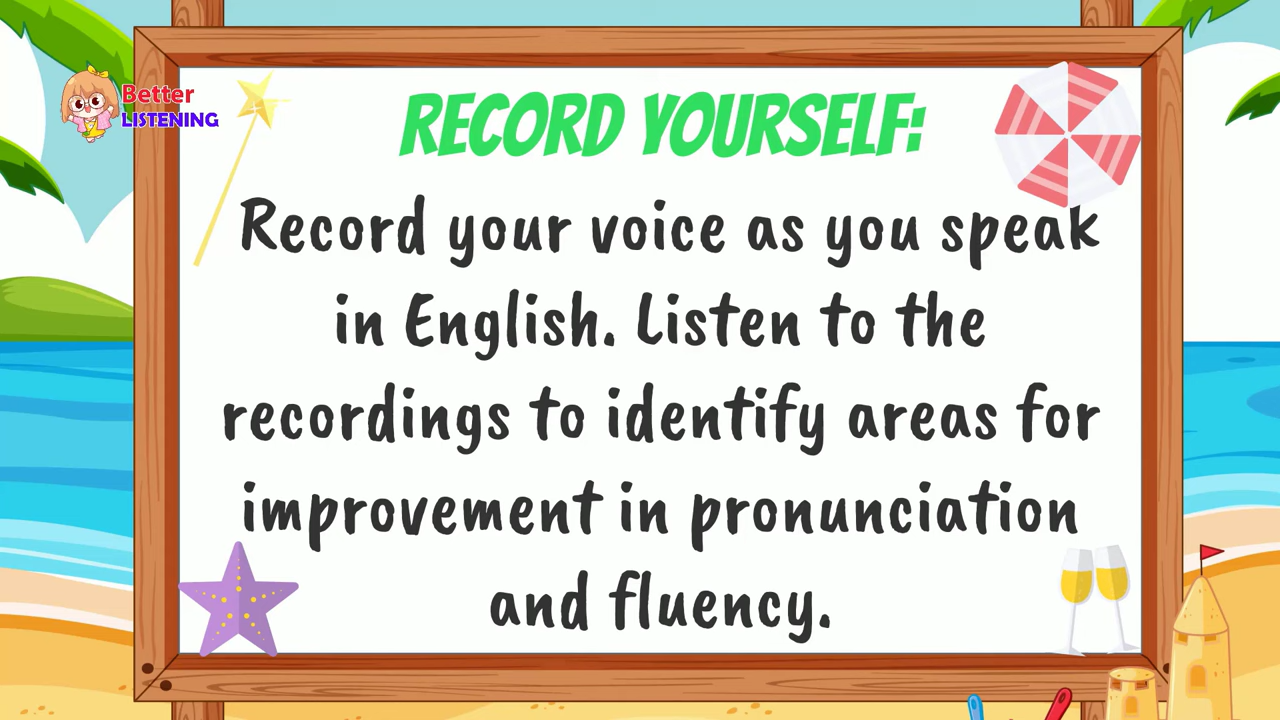 Better
LISTENING
RECORD YOURSELF:
Record your voice as you speak
in English. Listen to the
recordings to identify areas for
improvement in pronunciation
and fluency.